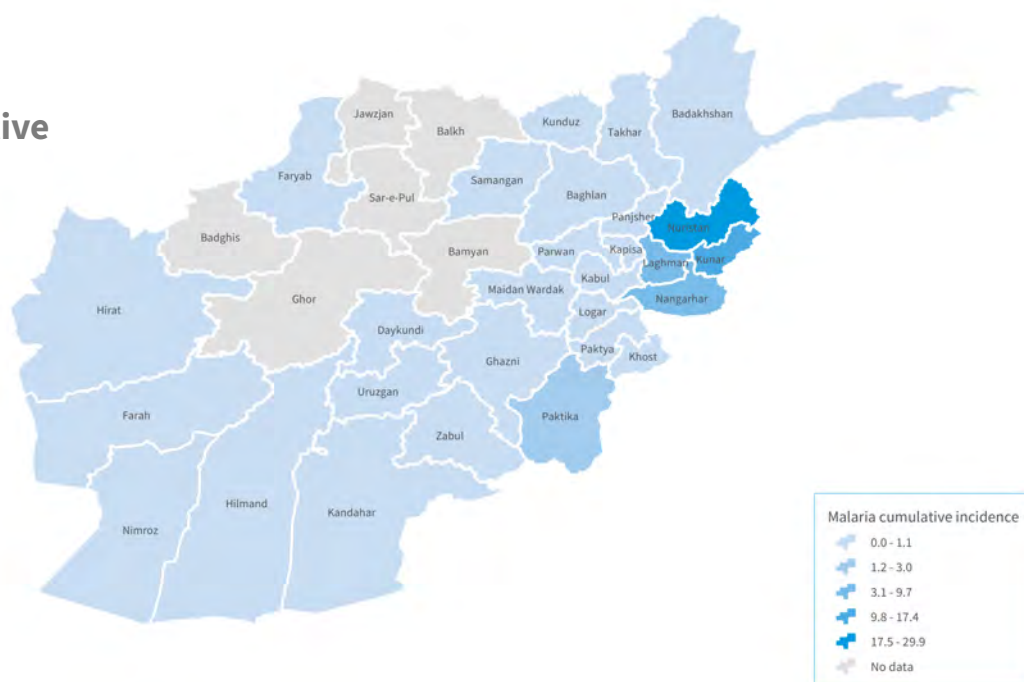 ive
Jawzjan
Balkh
Kunduz
Takhar
Badakhshan
Faryab
Sar-e-Pul
Samangan
Baghlan
Panjsher
Nuristan
Badghis
Bamyan
Parwan
Kapisa
Laghman
Kunar
Kabul
Maidan Wardak
Nangarhar
Hirat
Ghor
Logar
Daykundi
Ghazni
Paktya
Khost
Uruzgan
Farah
Paktika
Zabul
Hilmand
Kandahar
Nimroz
Malaria cumulative incidence
0.0 - 1.1
1.2 - 3.0
3.1 - 9.7
9.8 - 17.4
17.5 - 29.9
No data